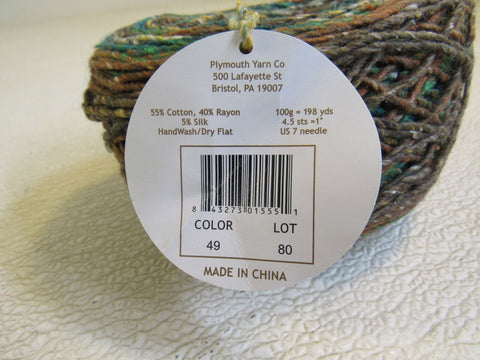 Plymouth Yarn Co
500 Lafayette St
Bristol, PA 19007
55% Cotton, 40% Rayon
5% Silk
HandWash/Dry Flat
100g = 198 yds
4.5 sts =1"
US 7 needle
8 43273 01555 1
COLOR LOT
49 80
MADE IN CHINA